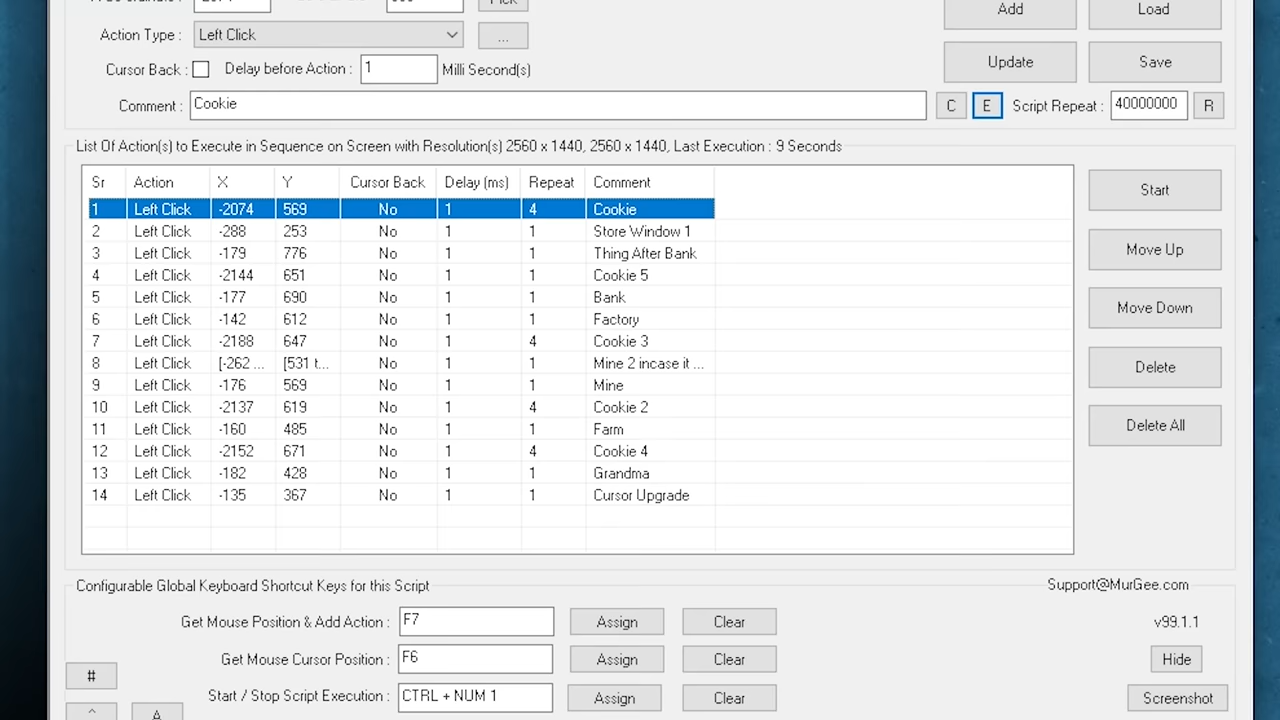 Pick
Add Load
Action Type : Left Click ...
Cursor Back : Delay before Action : 1 Milli Second(s)
Update Save
Comment : Cookie C E Script Repeat : 40000000 R
List Of Action(s) to Execute in Sequence on Screen with Resolution(s) 2560 x 1440, 2560 x 1440, Last Execution : 9 Seconds
Sr Action X Y Cursor Back Delay (ms) Repeat Comment
1 Left Click -2074 569 No 1 4 Cookie
2 Left Click -288 253 No 1 1 Store Window 1
3 Left Click -179 776 No 1 1 Thing After Bank
4 Left Click -2144 651 No 1 1 Cookie 5
5 Left Click -177 690 No 1 1 Bank
6 Left Click -142 612 No 1 1 Factory
7 Left Click -2188 647 No 1 4 Cookie 3
8 Left Click [-262 ... [531 t... No 1 1 Mine 2 incase it ...
9 Left Click -176 569 No 1 1 Mine
10 Left Click -2137 619 No 1 4 Cookie 2
11 Left Click -160 485 No 1 1 Farm
12 Left Click -2152 671 No 1 4 Cookie 4
13 Left Click -182 428 No 1 1 Grandma
14 Left Click -135 367 No 1 1 Cursor Upgrade
Start
Move Up
Move Down
Delete
Delete All
Configurable Global Keyboard Shortcut Keys for this Script Support@MurGee.com
Get Mouse Position & Add Action : F7 Assign Clear v99.1.1
Get Mouse Cursor Position : F6 Assign Clear Hide
#
Start / Stop Script Execution : CTRL + NUM 1 Assign Clear Screenshot
^ A